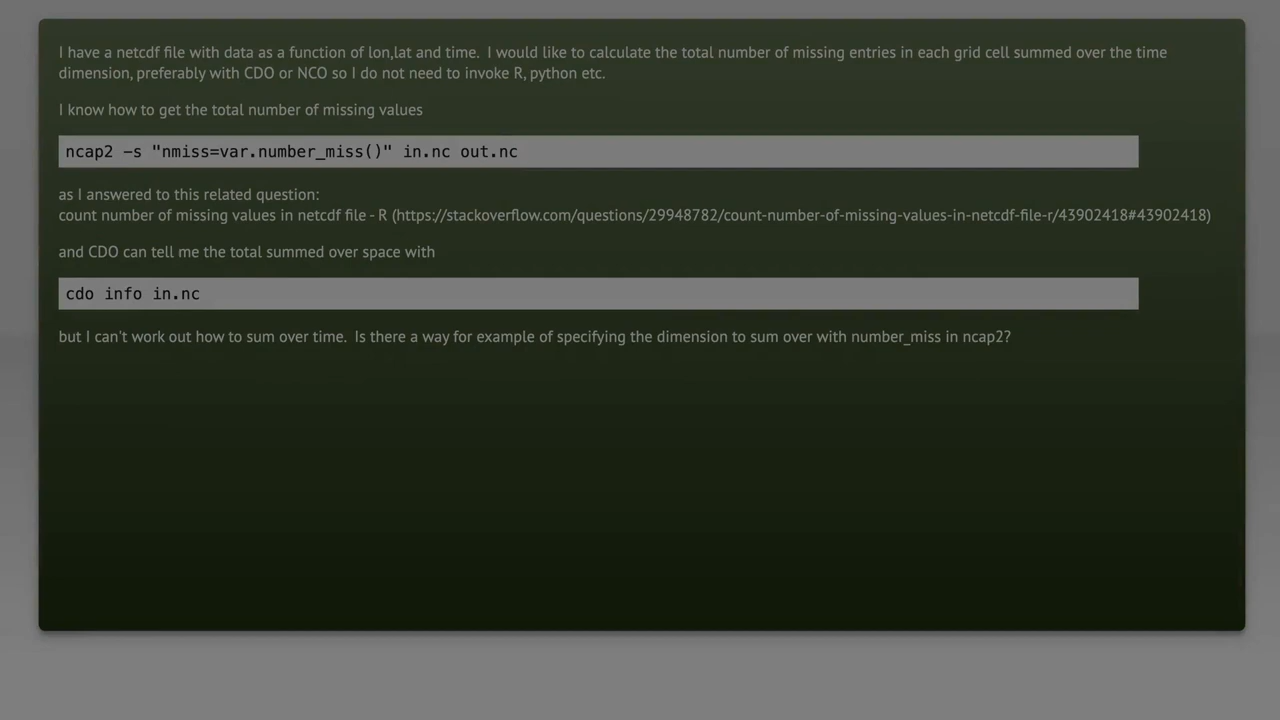 I have a netcdf file with data as a function of lon,lat and time.  I would like to calculate the total number of missing entries in each grid cell summed over the time
dimension, preferably with CDO or NCO so I do not need to invoke R, python etc.
I know how to get the total number of missing values
ncap2 -s "nmiss=var.number_miss()" in.nc out.nc
as I answered to this related question:
count number of missing values in netcdf file - R (https://stackoverflow.com/questions/29948782/count-number-of-missing-values-in-netcdf-file-r/43902418#43902418)
and CDO can tell me the total summed over space with
cdo info in.nc
but I can't work out how to sum over time.  Is there a way for example of specifying the dimension to sum over with number_miss in ncap2?